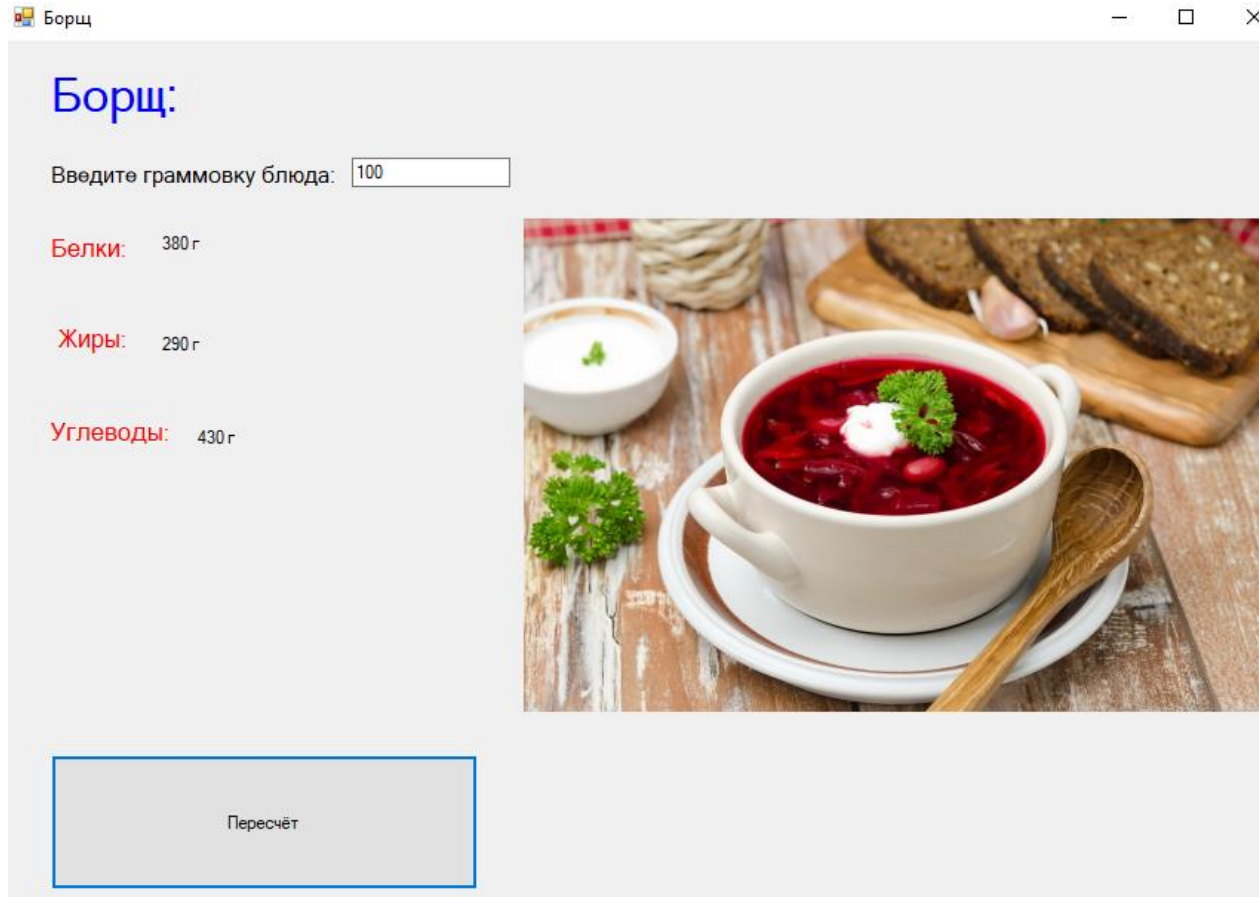 Борщ
Борщ:
Введите граммовку блюда: 100
Белки: 380 г
Жиры: 290 г
Углеводы: 430 г
Пересчёт